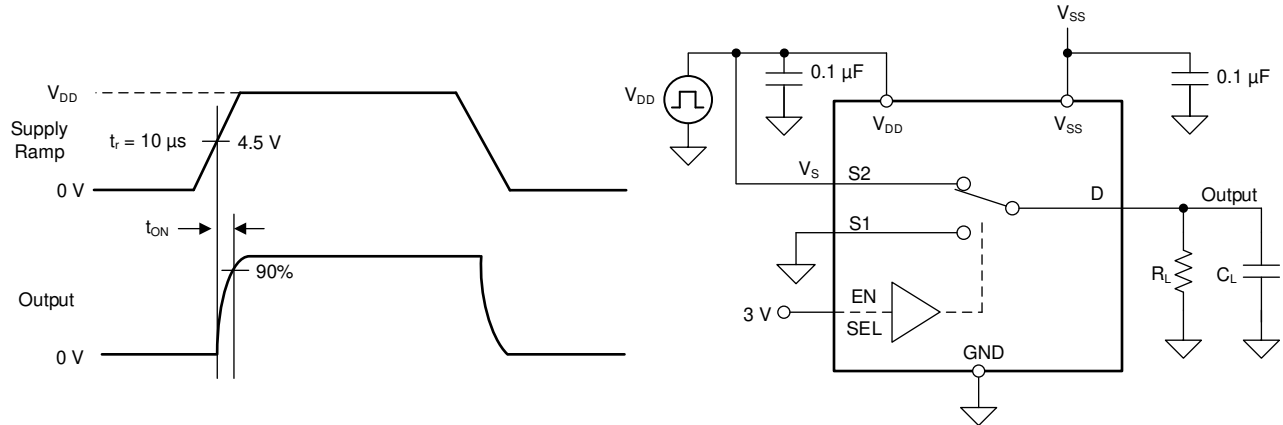 V_DD
Supply
Ramp
t_r = 10 µs
4.5 V
0 V
t_ON
90%
Output
0 V
V_SS
0.1 µF
0.1 µF
V_DD
V_DD
V_SS
V_S
S2
D
Output
S1
R_L
C_L
3 V
EN
SEL
GND